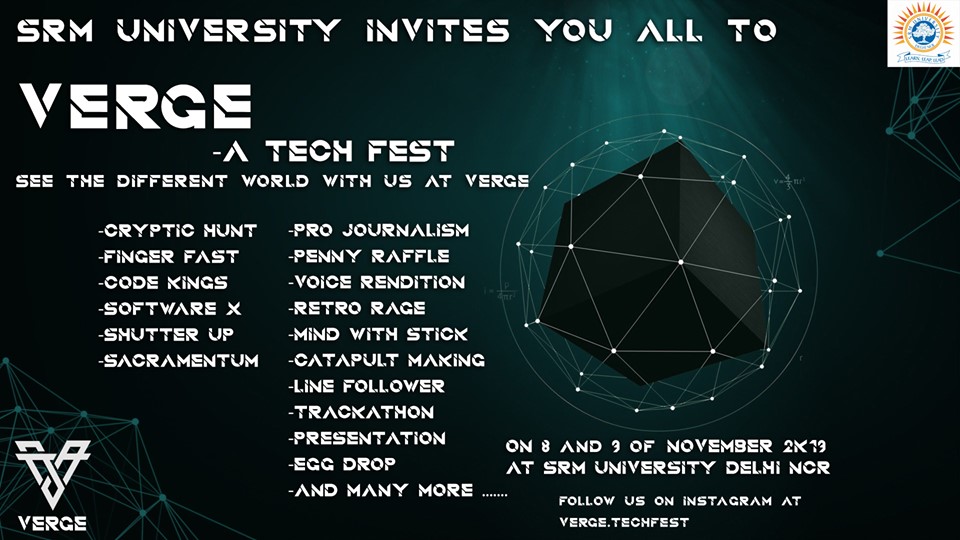 SRM UNIVERSITY INVITES YOU ALL TO
VERGE
-A TECH FEST
SEE THE DIFFERENT WORLD WITH US AT VERGE
-CRYPTIC HUNT
-FINGER FAST
-CODE KINGS
-SOFTWARE X
-SHUTTER UP
-SACRAMENTUM
-PRO JOURNALISM
-PENNY RAFFLE
-VOICE RENDITION
-RETRO RAGE
-MIND WITH STICK
-CATAPULT MAKING
-LINE FOLLOWER
-TRACKATHON
-PRESENTATION
-EGG DROP
-AND MANY MORE .......
ON 8 AND 9 OF NOVEMBER 2K19
AT SRM UNIVERSITY DELHI NCR
FOLLOW US ON INSTAGRAM AT
VERGE.TECHFEST
VERGE